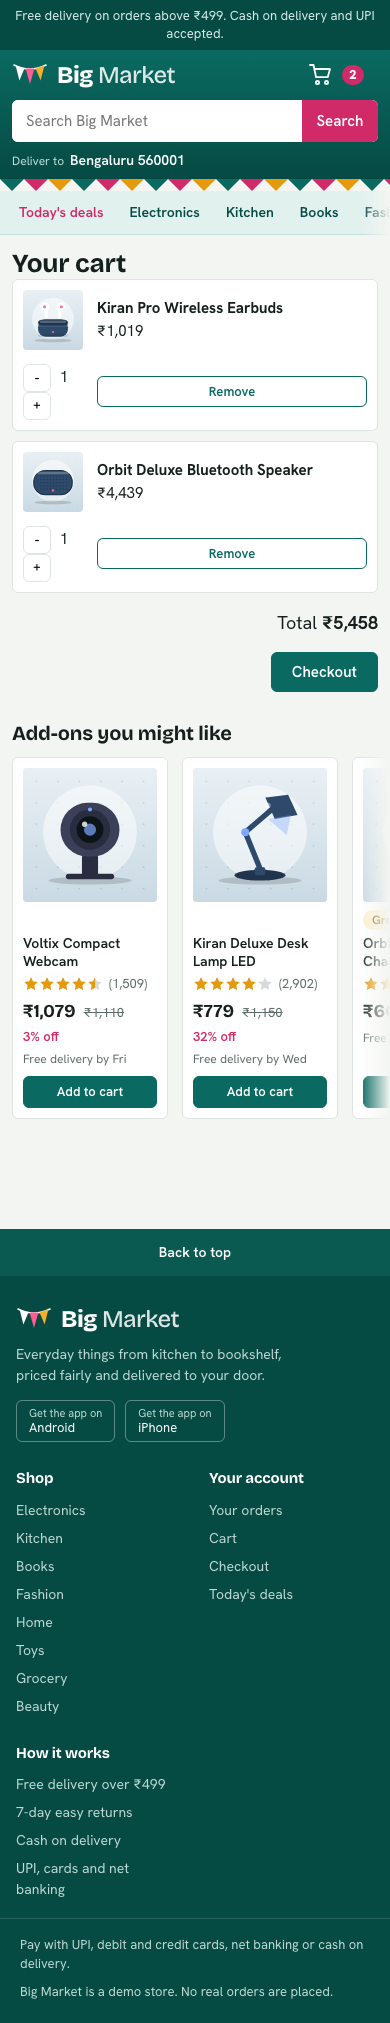 Free delivery on orders above ₹499. Cash on delivery and UPI
accepted.
Big Market
2
Search Big Market
Search
Deliver to Bengaluru 560001
Today's deals Electronics Kitchen Books
Your cart
Kiran Pro Wireless Earbuds
₹1,019
- 1
+
Remove
Orbit Deluxe Bluetooth Speaker
₹4,439
- 1
+
Remove
Total ₹5,458
Checkout
Add-ons you might like
Voltix Compact
Webcam
(1,509)
₹1,079 ₹1,110
3% off
Free delivery by Fri
Add to cart
Kiran Deluxe Desk
Lamp LED
(2,902)
₹779 ₹1,150
32% off
Free delivery by Wed
Add to cart
Free
Back to top
Big Market
Everyday things from kitchen to bookshelf,
priced fairly and delivered to your door.
Get the app on
Android
Get the app on
iPhone
Shop
Electronics
Kitchen
Books
Fashion
Home
Toys
Grocery
Beauty
Your account
Your orders
Cart
Checkout
Today's deals
How it works
Free delivery over ₹499
7-day easy returns
Cash on delivery
UPI, cards and net
banking
Pay with UPI, debit and credit cards, net banking or cash on
delivery.
Big Market is a demo store. No real orders are placed.